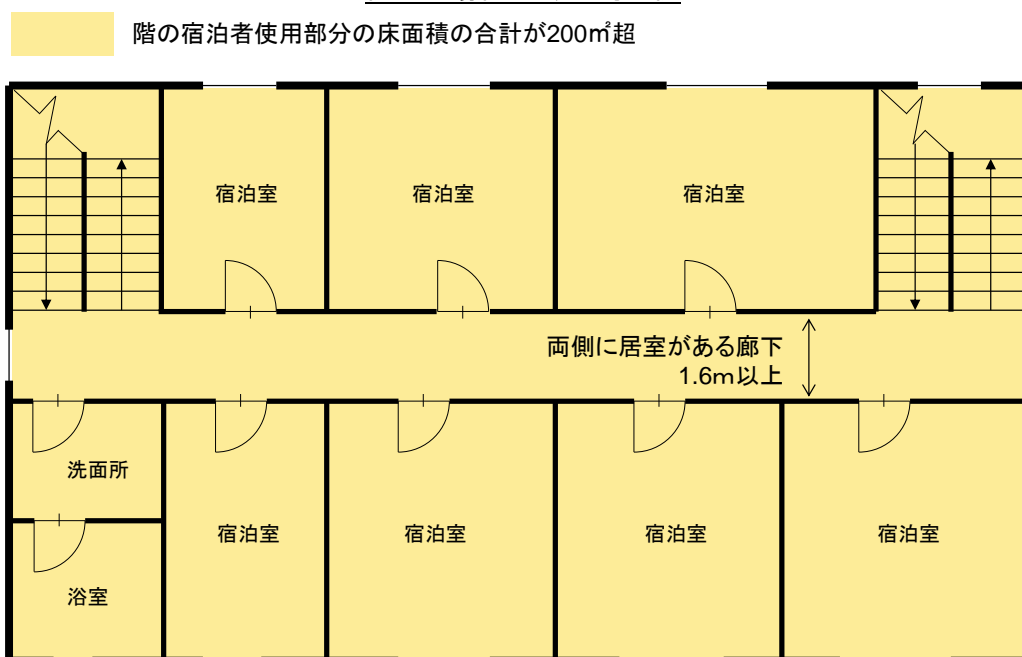 階の宿泊者使用部分の床面積の合計が200㎡超
宿泊室
宿泊室
宿泊室
両側に居室がある廊下
1.6m以上
洗面所
宿泊室
宿泊室
宿泊室
宿泊室
浴室